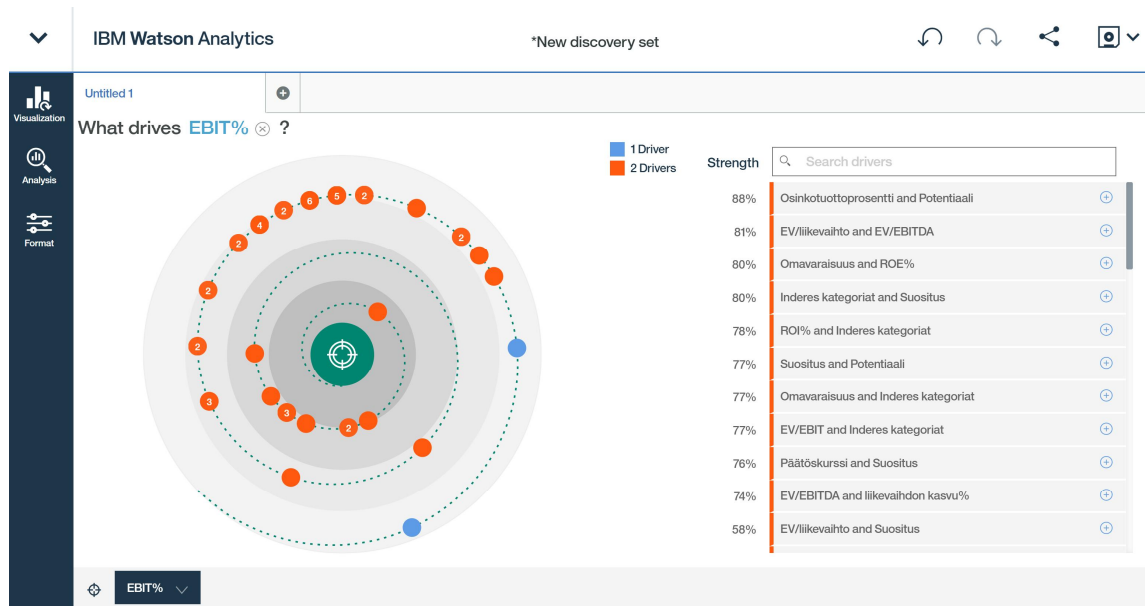 IBM Watson Analytics
*New discovery set
Visualization
Analysis
Format
Untitled 1
What drives EBIT% ?
1 Driver
2 Drivers
2
4
2
6
5
2
2
2
2
3
3
2
Strength
Search drivers
88% Osinkotuottoprosentti and Potentiaali
81% EV/liikevaihto and EV/EBITDA
80% Omavaraisuus and ROE%
80% Inderes kategoriat and Suositus
78% ROI% and Inderes kategoriat
77% Suositus and Potentiaali
77% Omavaraisuus and Inderes kategoriat
77% EV/EBIT and Inderes kategoriat
76% Päätöskurssi and Suositus
74% EV/EBITDA and liikevaihdon kasvu%
58% EV/liikevaihto and Suositus
EBIT%